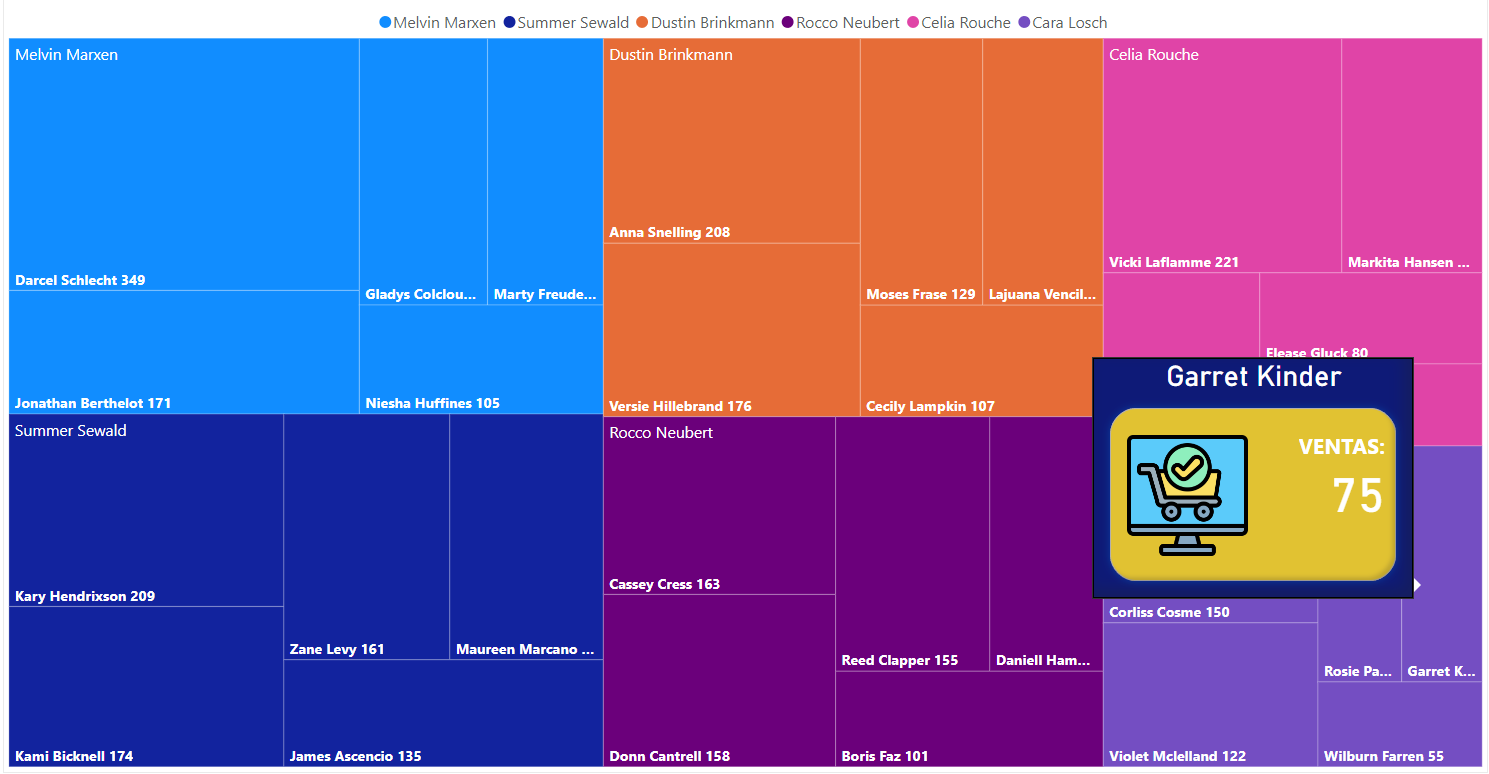 Melvin Marxen Summer Sewald Dustin Brinkmann Rocco Neubert Celia Rouche Cara Losch
Melvin Marxen
Darcel Schlecht 349
Gladys Colclou...
Marty Freude...
Jonathan Berthelot 171
Niesha Huffines 105
Summer Sewald
Kary Hendrixson 209
Zane Levy 161
Maureen Marcano ...
Kami Bicknell 174
James Ascencio 135
Dustin Brinkmann
Anna Snelling 208
Moses Frase 129
Lajuana Vencil...
Versie Hillebrand 176
Cecily Lampkin 107
Rocco Neubert
Cassey Cress 163
Reed Clapper 155
Daniell Ham...
Donn Cantrell 158
Boris Faz 101
Celia Rouche
Vicki Laflamme 221
Markita Hansen ...
Elease Gluck 80
Garret Kinder
VENTAS:
75
Corliss Cosme 150
Rosie Pa...
Garret K...
Violet Mclelland 122
Wilburn Farren 55